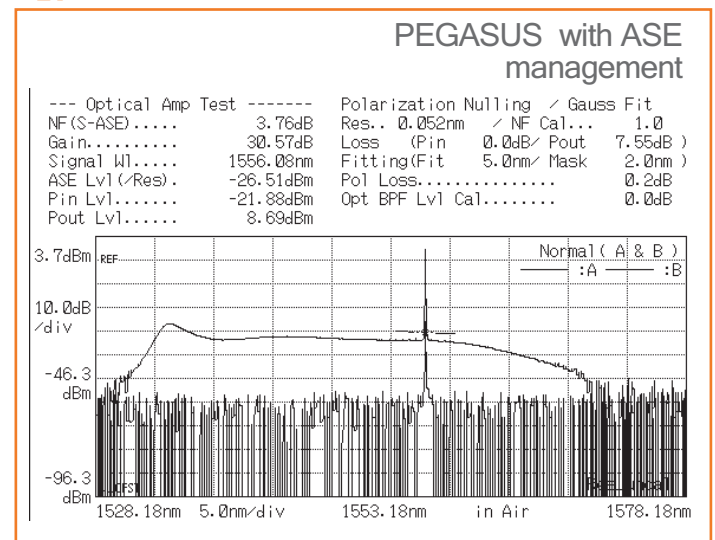 PEGASUS with ASE
management
--- Optical Amp Test -------
NF(S-ASE)..... 3.76dB
Gain.......... 30.57dB
Signal Wl..... 1556.08nm
ASE Lvl(/Res). -26.51dBm
Pin Lvl....... -21.88dBm
Pout Lvl...... 8.69dBm
Polarization Nulling / Gauss Fit
Res.. 0.052nm / NF Cal... 1.0
Loss (Pin 0.0dB/ Pout 7.55dB )
Fitting(Fit 5.0nm/ Mask 2.0nm )
Pol Loss............... 0.2dB
Opt BPF Lvl Cal........ 0.0dB
3.7dBm
REF
Normal( A & B )
:A :B
10.0dB
/div
-46.3
dBm
-96.3
dBm
1528.18nm 5.0nm/div 1553.18nm in Air 1578.18nm